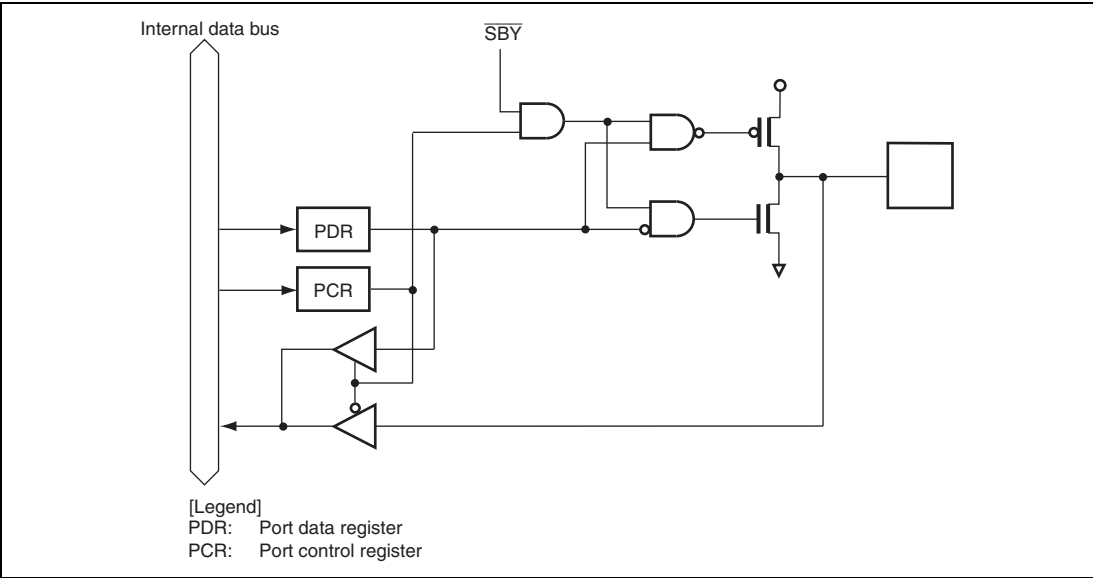 Internal data bus
SBY
PDR
PCR
[Legend]
PDR: Port data register
PCR: Port control register